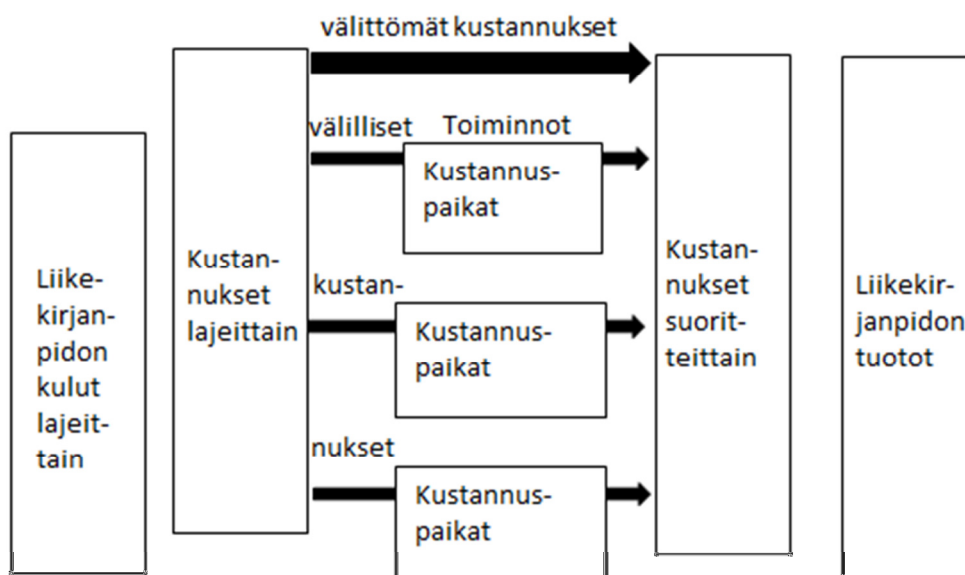 välittömät kustannukset
välilliset
Toiminnot
Kustannus-
paikat
Liike-
kirjan-
pidon
kulut
lajeit-
tain
Kustan-
nukset
lajeittain
kustan-
Kustannus-
paikat
nukset
Kustannus-
paikat
Kustan-
nukset
suorit-
teittain
Liikekir-
janpidon
tuotot